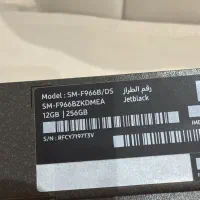 Model : SM-F966B/DS رقم الطراز
SM-F966BZKDMEA Jetblack
12GB | 256GB
S/N : RFCY7197T3V